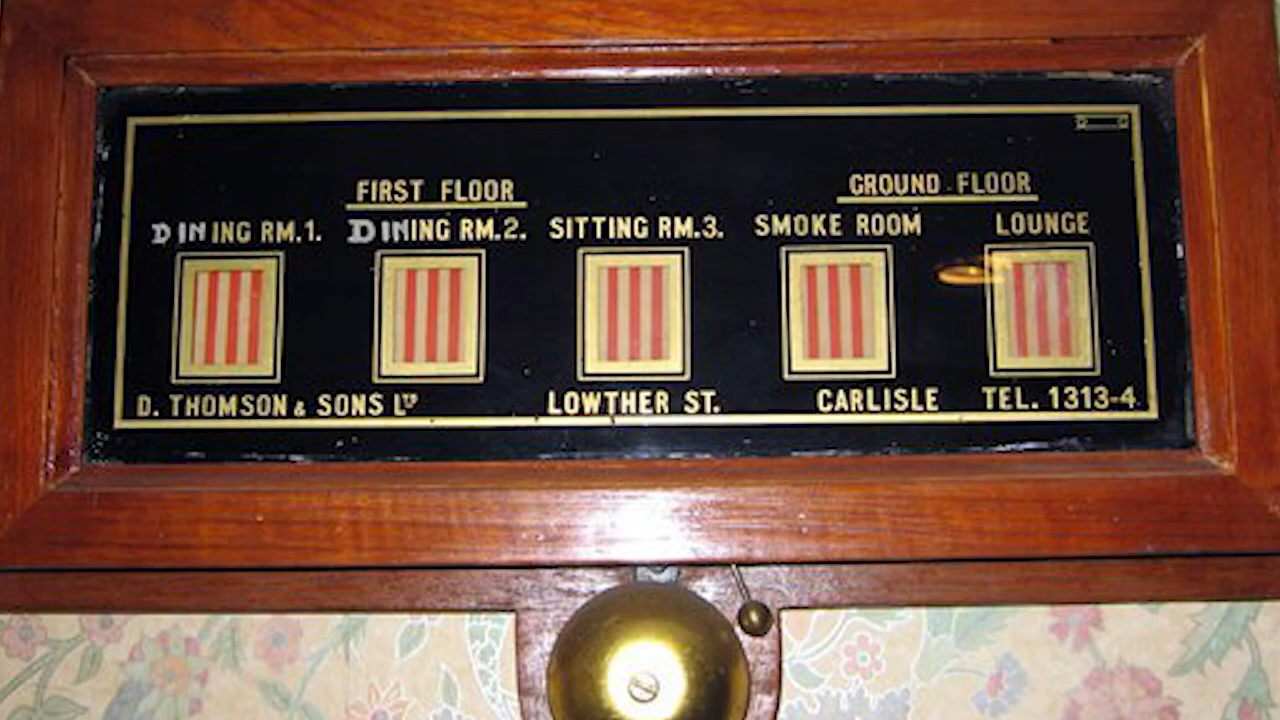 FIRST FLOOR GROUND FLOOR
DINING RM.1. DINING RM.2. SITTING RM.3. SMOKE ROOM LOUNGE
D. THOMSON & SONS LTD LOWTHER ST. CARLISLE TEL. 1313-4